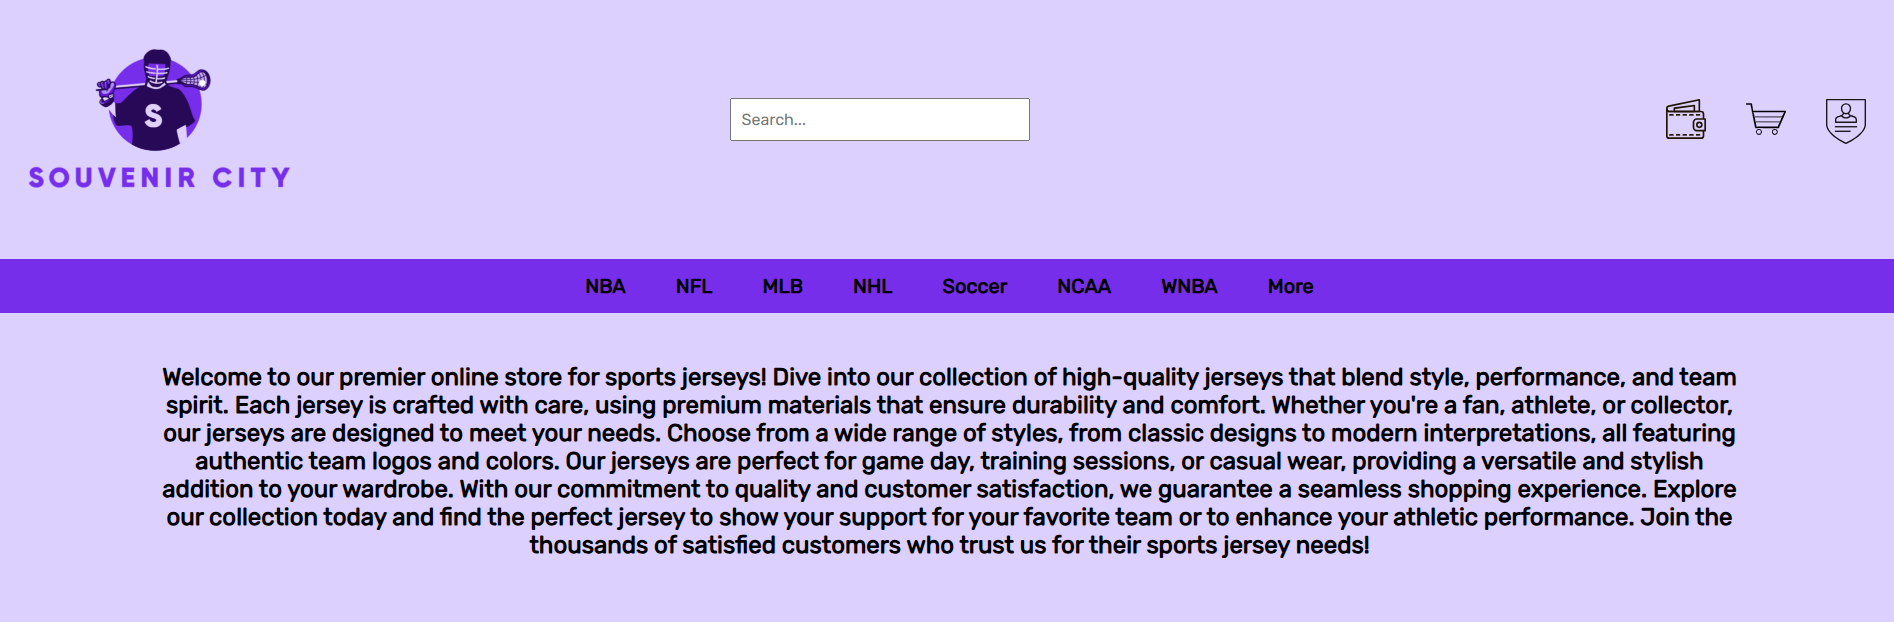 S
SOUVENIR CITY
Search...
NBA NFL MLB NHL Soccer NCAA WNBA More
Welcome to our premier online store for sports jerseys! Dive into our collection of high-quality jerseys that blend style, performance, and team
spirit. Each jersey is crafted with care, using premium materials that ensure durability and comfort. Whether you're a fan, athlete, or collector,
our jerseys are designed to meet your needs. Choose from a wide range of styles, from classic designs to modern interpretations, all featuring
authentic team logos and colors. Our jerseys are perfect for game day, training sessions, or casual wear, providing a versatile and stylish
addition to your wardrobe. With our commitment to quality and customer satisfaction, we guarantee a seamless shopping experience. Explore
our collection today and find the perfect jersey to show your support for your favorite team or to enhance your athletic performance. Join the
thousands of satisfied customers who trust us for their sports jersey needs!